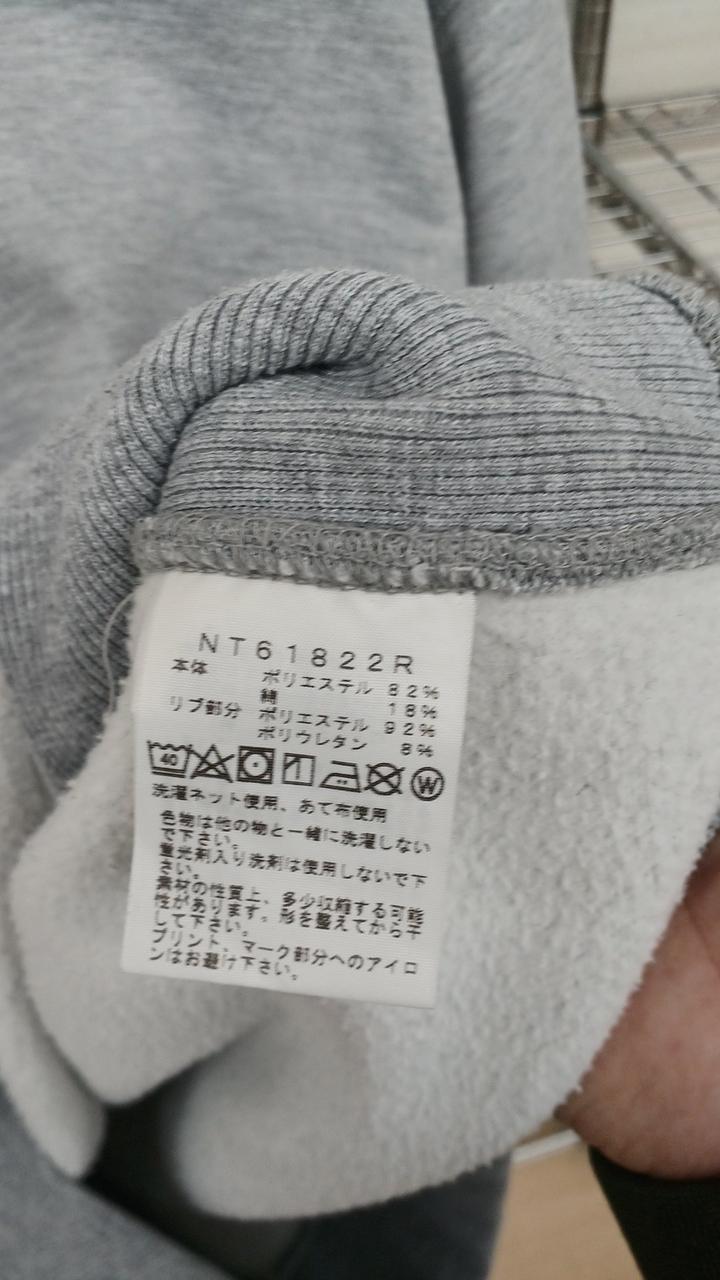 NT61822R
本体 ポリエステル 82%
綿 18%
リブ部分 ポリエステル 92%
ポリウレタン 8%
40 W
洗濯ネット使用、あて布使用
色物は他の物と一緒に洗濯しない
で下さい。
蛍光剤入り洗剤は使用しないで下
さい。
素材の性質上、多少収縮する可能
性があります。形を整えてから干
して下さい。
プリント、マーク部分へのアイロ
ンはお避け下さい。